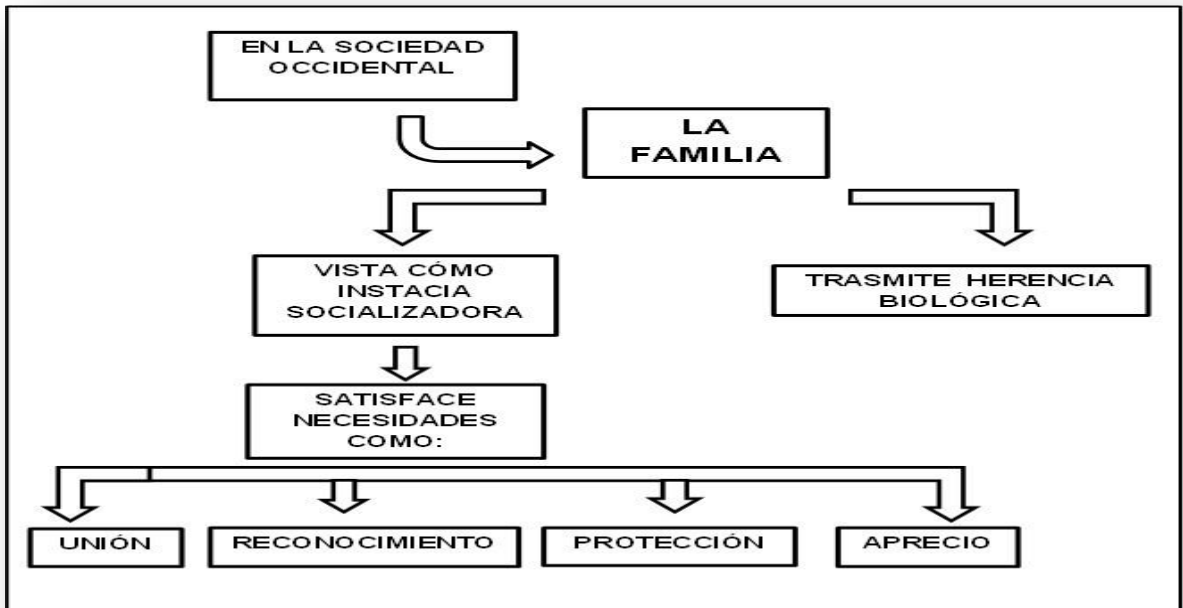 EN LA SOCIEDAD
OCCIDENTAL
LA
FAMILIA
VISTA CÓMO
INSTACIA
SOCIALIZADORA
TRASMITE HERENCIA
BIOLÓGICA
SATISFACE
NECESIDADES
COMO:
UNIÓN
RECONOCIMIENTO
PROTECCIÓN
APRECIO